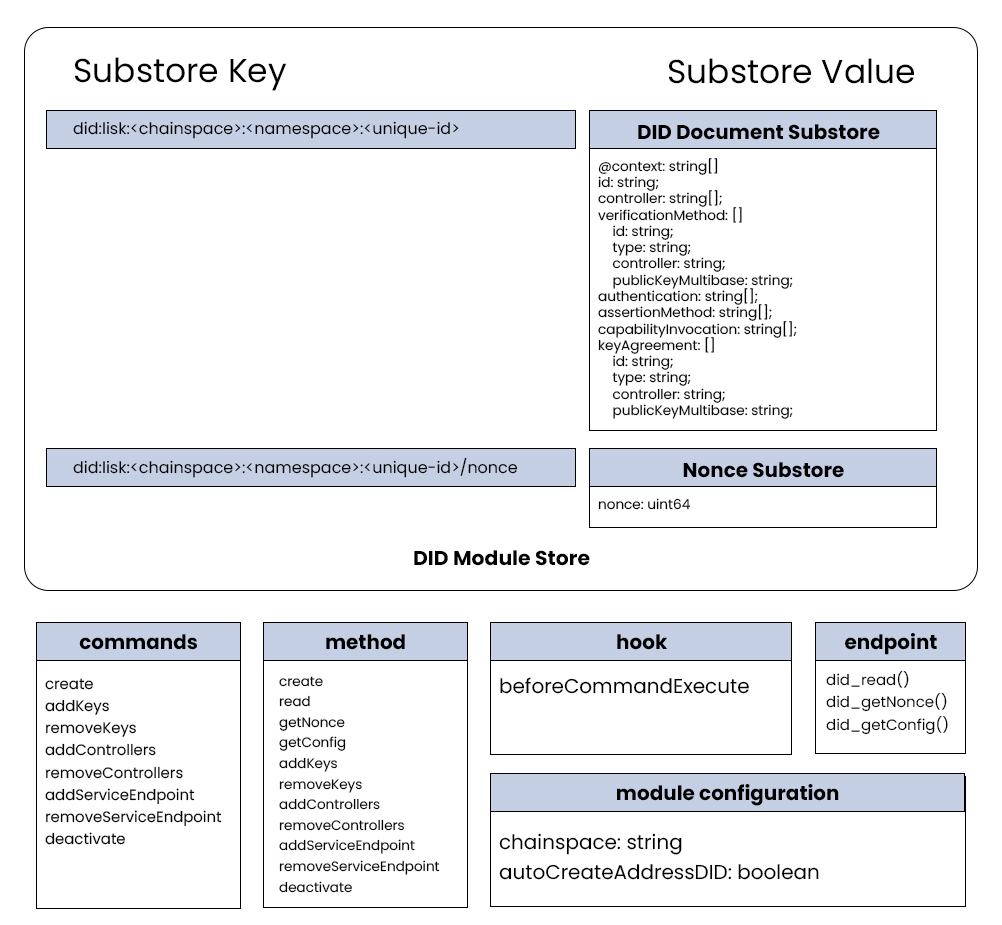 Substore Key
Substore Value
did:lisk:<chainspace>:<namespace>:<unique-id>
DID Document Substore
@context: string[]
id: string;
controller: string[];
verificationMethod: []
id: string;
type: string;
controller: string;
publicKeyMultibase: string;
authentication: string[];
assertionMethod: string[];
capabilityInvocation: string[];
keyAgreement: []
id: string;
type: string;
controller: string;
publicKeyMultibase: string;
did:lisk:<chainspace>:<namespace>:<unique-id>/nonce
Nonce Substore
nonce: uint64
DID Module Store
commands
create
addKeys
removeKeys
addControllers
removeControllers
addServiceEndpoint
removeServiceEndpoint
deactivate
method
create
read
getNonce
getConfig
addKeys
removeKeys
addControllers
removeControllers
addServiceEndpoint
removeServiceEndpoint
deactivate
hook
beforeCommandExecute
endpoint
did_read()
did_getNonce()
did_getConfig()
module configuration
chainspace: string
autoCreateAddressDID: boolean